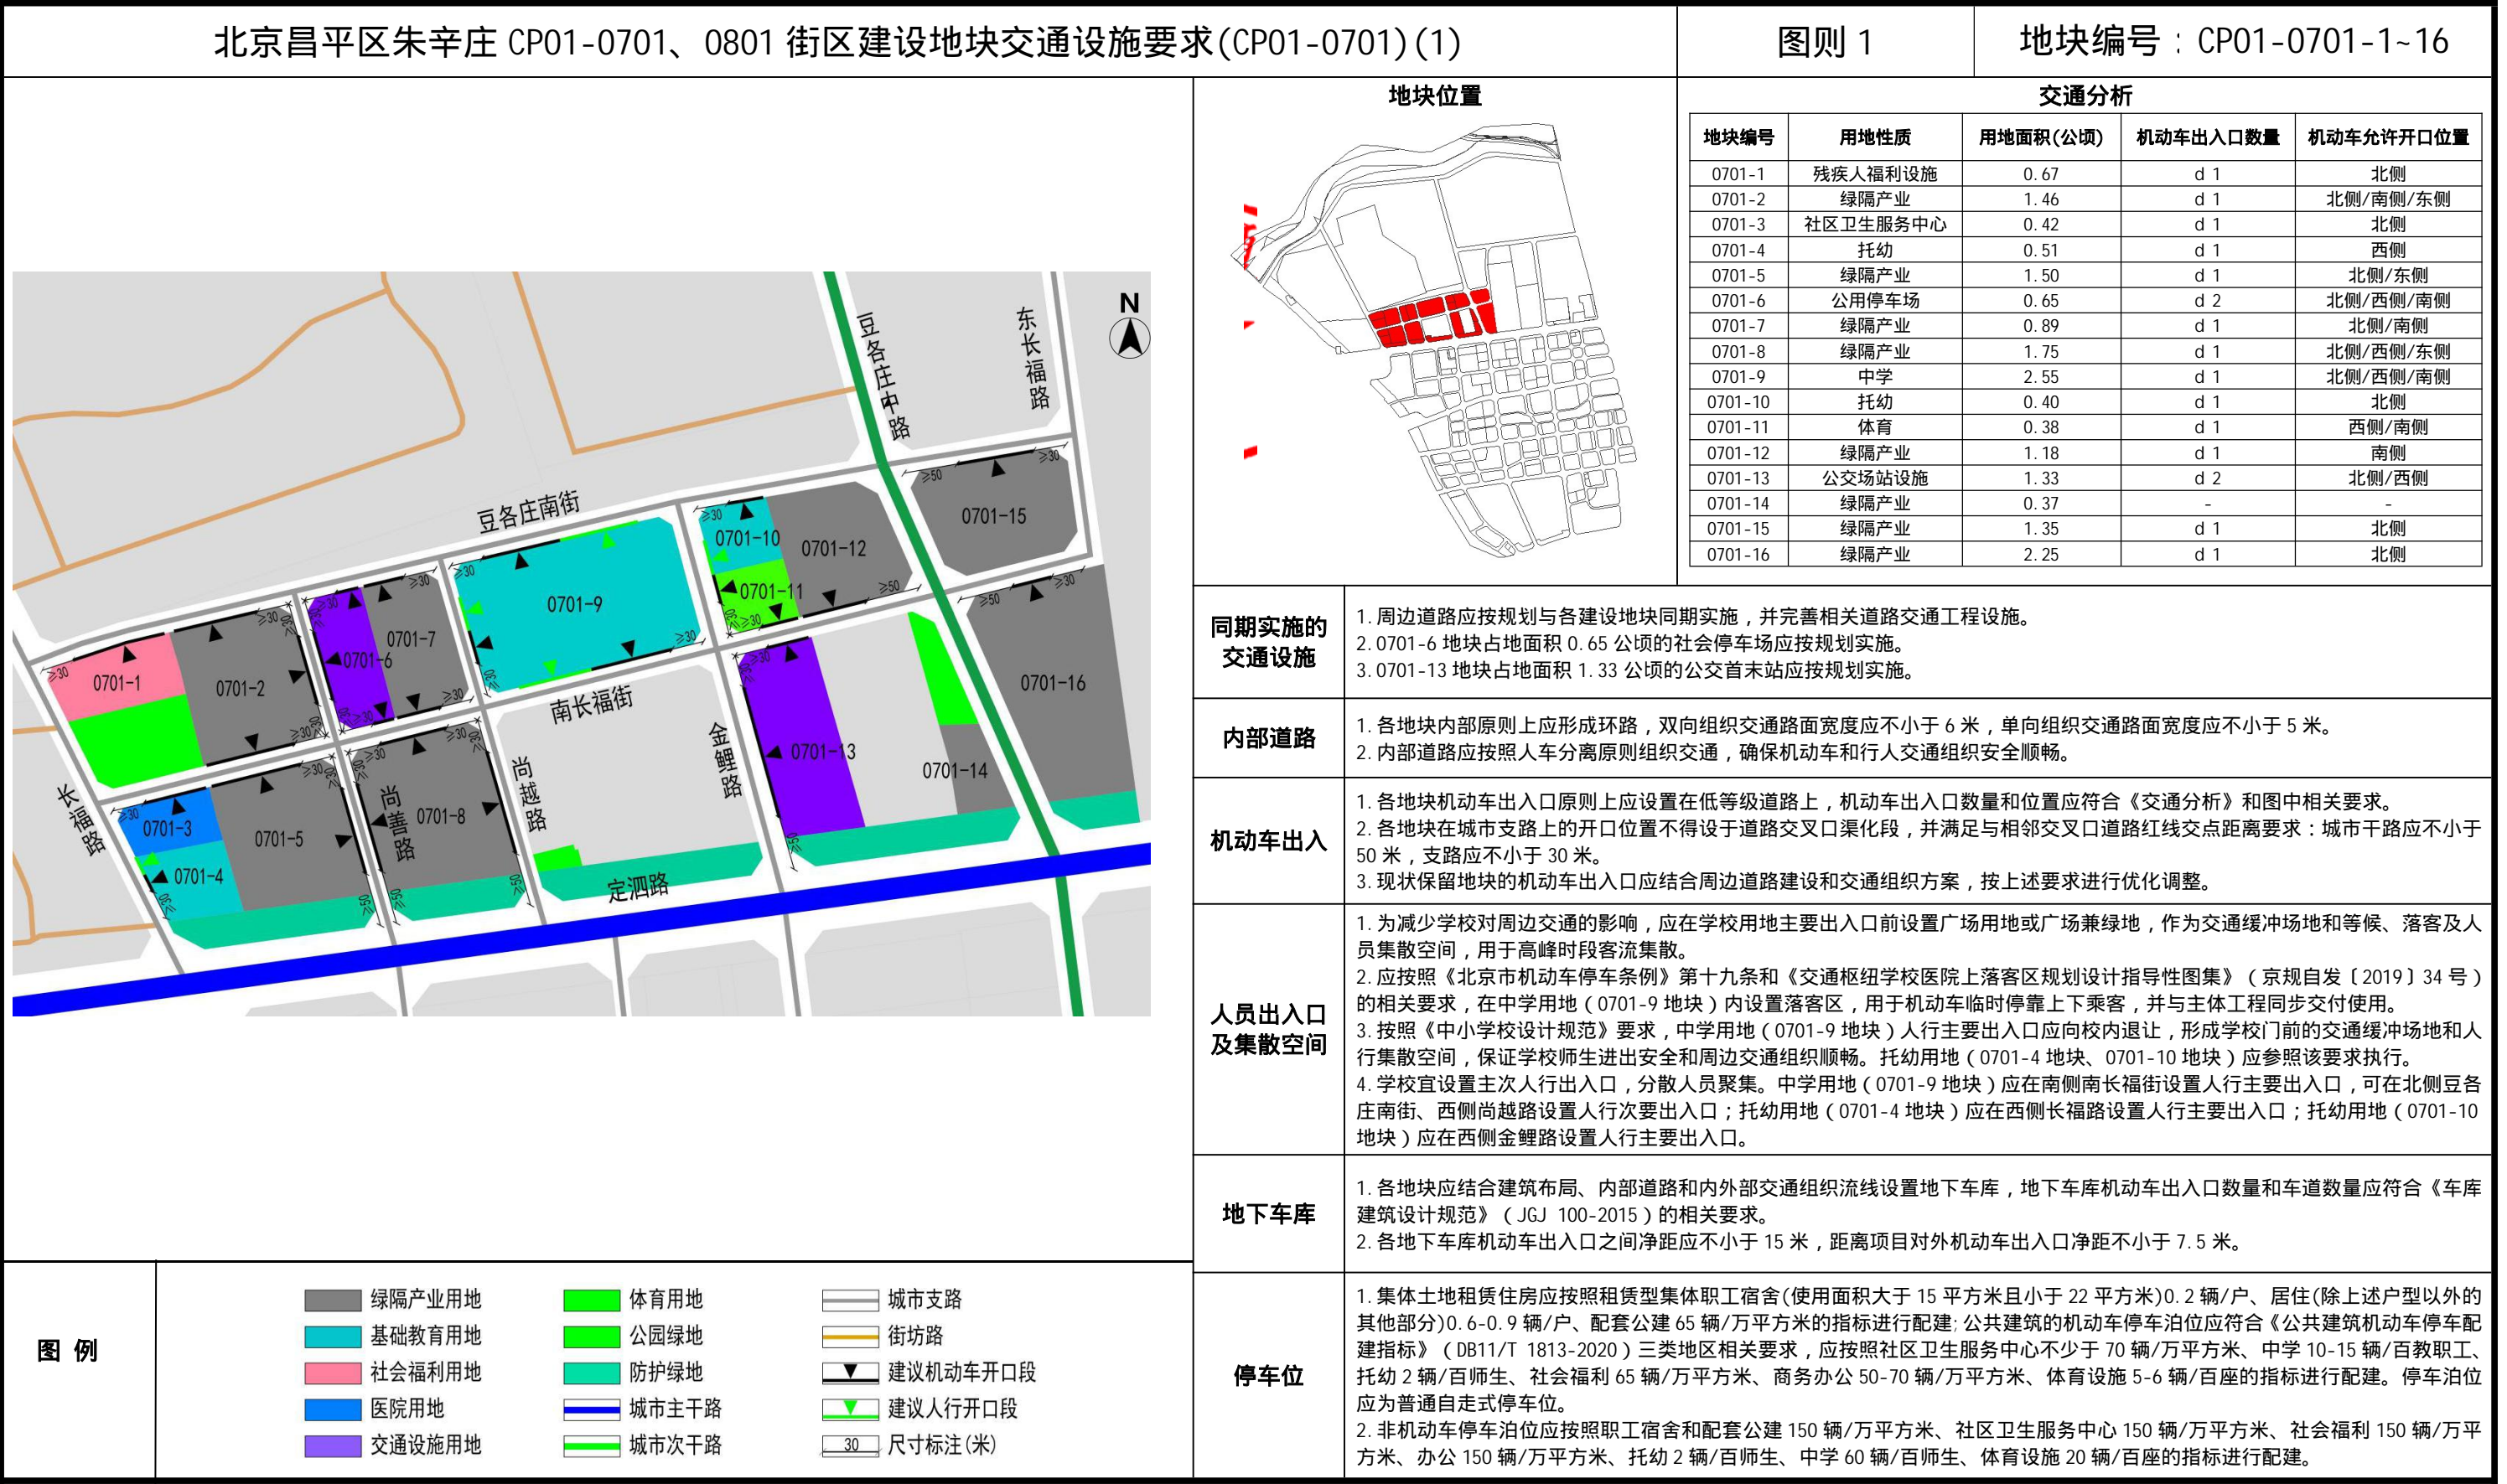 北京昌平区朱辛庄 CP01-0701、0801 街区建设地块交通设施要求(CP01-0701)(1)
图则 1
地块编号：CP01-0701-1~16
豆各庄中路
东长福路
N
≥50
≥30
豆各庄南街
0701-15
≥30
0701-10
0701-12
≥30
≥30
0701-9
0701-11
≥50
≥30
≥30
≥50
≥30
0701-7
0701-6
0701-1
0701-2
≥30
≥30
南长福街
0701-16
金鲤路
0701-13
0701-14
长福路
尚善路
尚越路
0701-3
0701-5
0701-8
0701-4
≥30
≥50
≥50
≥50
≥50
定泗路
地块位置
交通分析
地块编号 用地性质 用地面积(公顷) 机动车出入口数量 机动车允许开口位置
0701-1 残疾人福利设施 0.67 d 1 北侧
0701-2 绿隔产业 1.46 d 1 北侧/南侧/东侧
0701-3 社区卫生服务中心 0.42 d 1 北侧
0701-4 托幼 0.51 d 1 西侧
0701-5 绿隔产业 1.50 d 1 北侧/东侧
0701-6 公用停车场 0.65 d 2 北侧/西侧/南侧
0701-7 绿隔产业 0.89 d 1 北侧/南侧
0701-8 绿隔产业 1.75 d 1 北侧/西侧/东侧
0701-9 中学 2.55 d 1 北侧/西侧/南侧
0701-10 托幼 0.40 d 1 北侧
0701-11 体育 0.38 d 1 西侧/南侧
0701-12 绿隔产业 1.18 d 1 南侧
0701-13 公交场站设施 1.33 d 2 北侧/西侧
0701-14 绿隔产业 0.37 - -
0701-15 绿隔产业 1.35 d 1 北侧
0701-16 绿隔产业 2.25 d 1 北侧
同期实施的
交通设施
1.周边道路应按规划与各建设地块同期实施，并完善相关道路交通工程设施。
2.0701-6 地块占地面积 0.65 公顷的社会停车场应按规划实施。
3.0701-13 地块占地面积 1.33 公顷的公交首末站应按规划实施。
内部道路
1.各地块内部原则上应形成环路，双向组织交通路面宽度应不小于 6 米，单向组织交通路面宽度应不小于 5 米。
2.内部道路应按照人车分离原则组织交通，确保机动车和行人交通组织安全顺畅。
机动车出入
1.各地块机动车出入口原则上应设置在低等级道路上，机动车出入口数量和位置应符合《交通分析》和图中相关要求。
2.各地块在城市支路上的开口位置不得设于道路交叉口渠化段，并满足与相邻交叉口道路红线交点距离要求：城市干路应不小于
50 米，支路应不小于 30 米。
3.现状保留地块的机动车出入口应结合周边道路建设和交通组织方案，按上述要求进行优化调整。
人员出入口
及集散空间
1.为减少学校对周边交通的影响，应在学校用地主要出入口前设置广场用地或广场兼绿地，作为交通缓冲场地和等候、落客及人
员集散空间，用于高峰时段客流集散。
2.应按照《北京市机动车停车条例》第十九条和《交通枢纽学校医院上落客区规划设计指导性图集》（京规自发〔2019〕34 号）
的相关要求，在中学用地（0701-9 地块）内设置落客区，用于机动车临时停靠上下乘客，并与主体工程同步交付使用。
3.按照《中小学校设计规范》要求，中学用地（0701-9 地块）人行主要出入口应向校内退让，形成学校门前的交通缓冲场地和人
行集散空间，保证学校师生进出安全和周边交通组织顺畅。托幼用地（0701-4 地块、0701-10 地块）应参照该要求执行。
4.学校宜设置主次人行出入口，分散人员聚集。中学用地（0701-9 地块）应在南侧南长福街设置人行主要出入口，可在北侧豆各
庄南街、西侧尚越路设置人行次要出入口；托幼用地（0701-4 地块）应在西侧长福路设置人行主要出入口；托幼用地（0701-10
地块）应在西侧金鲤路设置人行主要出入口。
地下车库
1.各地块应结合建筑布局、内部道路和内外部交通组织流线设置地下车库，地下车库机动车出入口数量和车道数量应符合《车库
建筑设计规范》（JGJ 100-2015）的相关要求。
2.各地下车库机动车出入口之间净距应不小于 15 米，距离项目对外机动车出入口净距不小于 7.5 米。
停车位
1.集体土地租赁住房应按照租赁型集体职工宿舍(使用面积大于 15 平方米且小于 22 平方米)0.2 辆/户、居住(除上述户型以外的
其他部分)0.6-0.9 辆/户、配套公建 65 辆/万平方米的指标进行配建;公共建筑的机动车停车泊位应符合《公共建筑机动车停车配
建指标》（DB11/T 1813-2020）三类地区相关要求，应按照社区卫生服务中心不少于 70 辆/万平方米、中学 10-15 辆/百教职工、
托幼 2 辆/百师生、社会福利 65 辆/万平方米、商务办公 50-70 辆/万平方米、体育设施 5-6 辆/百座的指标进行配建。停车泊位
应为普通自走式停车位。
2.非机动车停车泊位应按照职工宿舍和配套公建 150 辆/万平方米、社区卫生服务中心 150 辆/万平方米、社会福利 150 辆/万平
方米、办公 150 辆/万平方米、托幼 2 辆/百师生、中学 60 辆/百师生、体育设施 20 辆/百座的指标进行配建。
图 例
绿隔产业用地 体育用地 城市支路
基础教育用地 公园绿地 街坊路
社会福利用地 防护绿地 建议机动车开口段
医院用地 城市主干路 建议人行开口段
交通设施用地 城市次干路 30 尺寸标注(米)